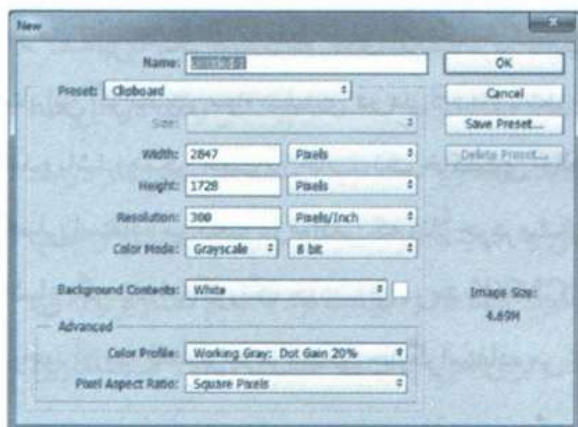 New
Name:
OK
Preset: Clipboard
Cancel
Size:
Save Preset...
Width: 2847 Pixels
Delete Preset...
Height: 1728 Pixels
Resolution: 300 Pixels/Inch
Color Mode: Grayscale 8 bit
Background Contents: White
Image Size:
4.69M
Advanced
Color Profile: Working Gray: Dot Gain 20%
Pixel Aspect Ratio: Square Pixels